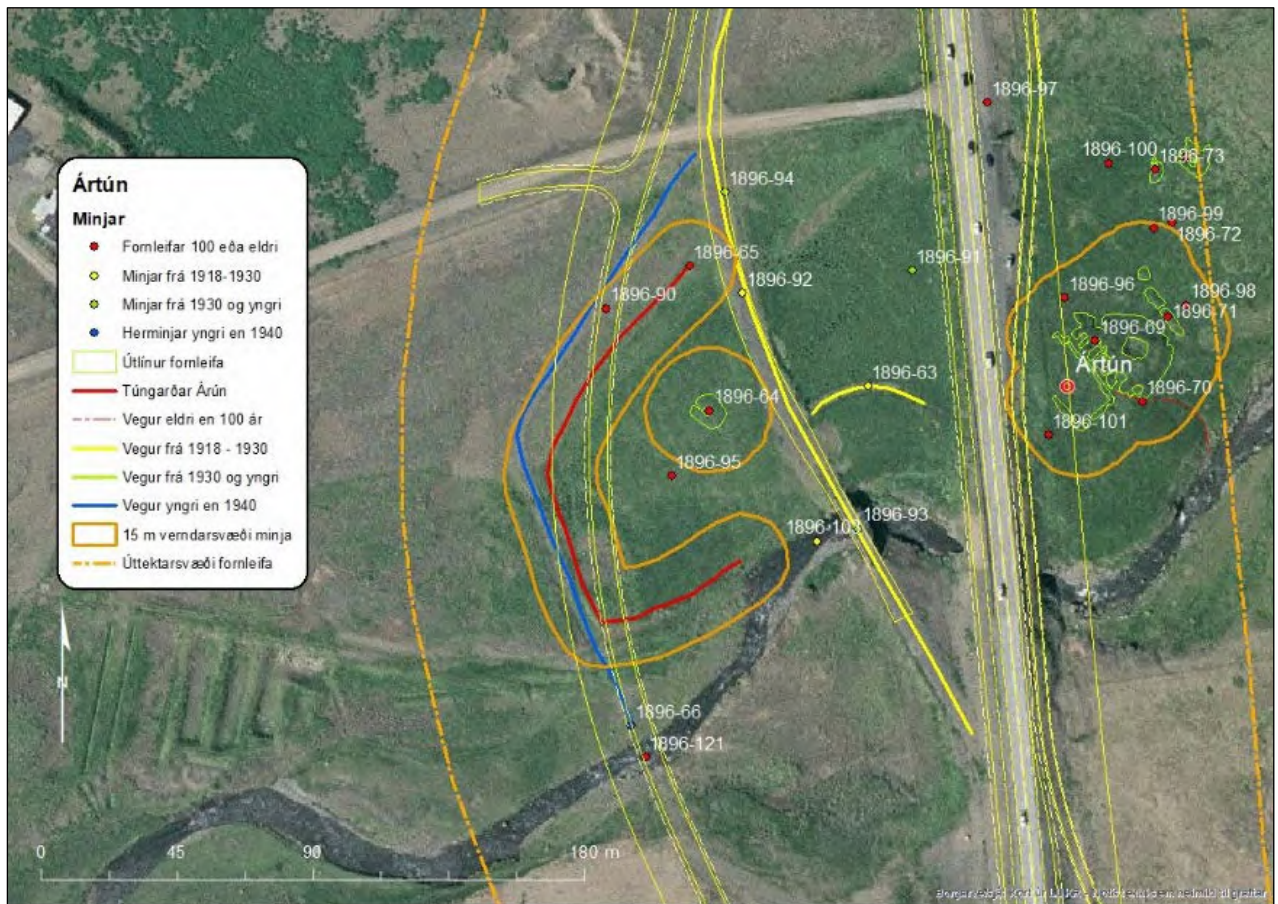 Ártún
Minjar
Fornleifar 100 eða eldri
Minjar frá 1918-1930
Minjar frá 1930 og yngri
Herminjar yngri en 1940
Útlínur fornleifa
Túngarðar Árún
Vegur eldri en 100 ár
Vegur frá 1918 - 1930
Vegur frá 1930 og yngri
Vegur yngri en 1940
15 m verndarsvæði minja
Úttektarsvæði fornleifa
1896-97
1896-100
1896-73
1896-94
1896-99
1896-72
1896-65
1896-91
1896-92
1896-90
1896-96
1896-98
1896-71
1896-69
Ártún
1896-63
1896-70
1896-64
1896-101
1896-95
1896-93
1896-103
N
1896-66
1896-121
0 45 90 180 m